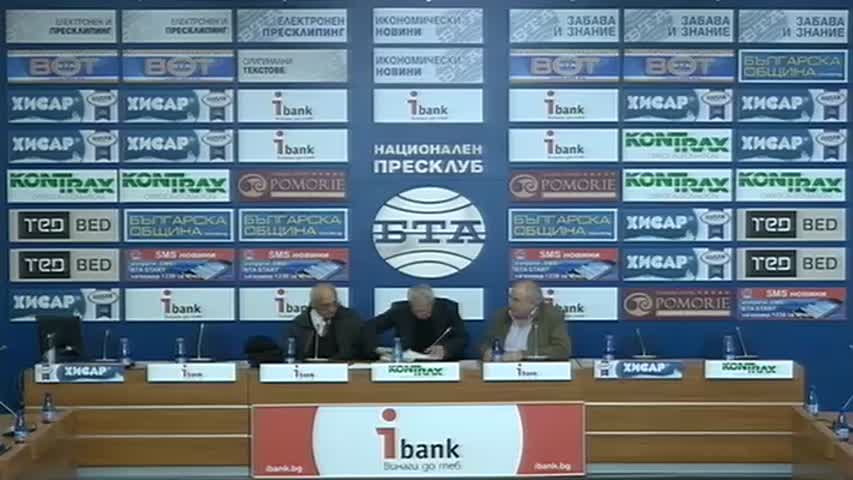 ЕЛЕКТРОНЕН ПРЕСКЛИПИНГ
ЕЛЕКТРОНЕН ПРЕСКЛИПИНГ
ЕЛЕКТРОНЕН ПРЕСКЛИПИНГ
ИКОНОМИЧЕСКИ НОВИНИ
ЗАБАВА И ЗНАНИЕ
ЗАБАВА И ЗНАНИЕ
ЗАБАВА И ЗНАНИЕ
ВОТ
ВОТ
ОРИГИНАЛНИ ТЕКСТОВЕ
ИКОНОМИЧЕСКИ НОВИНИ
ВОТ
ВОТ
БЪЛГАРСКА ОБЩИНА
ХИСАР
ХИСАР
ibank
ibank
ibank
ХИСАР
ХИСАР
ХИСАР
ХИСАР
ibank
НАЦИОНАЛЕН
ПРЕСКЛУБ
ibank
KONTRAX
ХИСАР
KONTRAX
KONTRAX
POMORIE
POMORIE
KONTRAX
KONTRAX
TED BED
БЪЛГАРСКА ОБЩИНА
БЪЛГАРСКА ОБЩИНА
БТА
БЪЛГАРСКА ОБЩИНА
ХИСАР
TED BED
TED BED
SMS НОВИНИ
SMS НОВИНИ
SMS НОВИНИ
ХИСАР
TED BED
ХИСАР
ibank
ibank
ibank
POMORIE
SMS НОВИНИ
ХИСАР
ibank
ibank
KONTRAX
ibank
ХИСАР
KONTRAX
ibank
Винаги до теб.
ibank.bg
ibank.bg